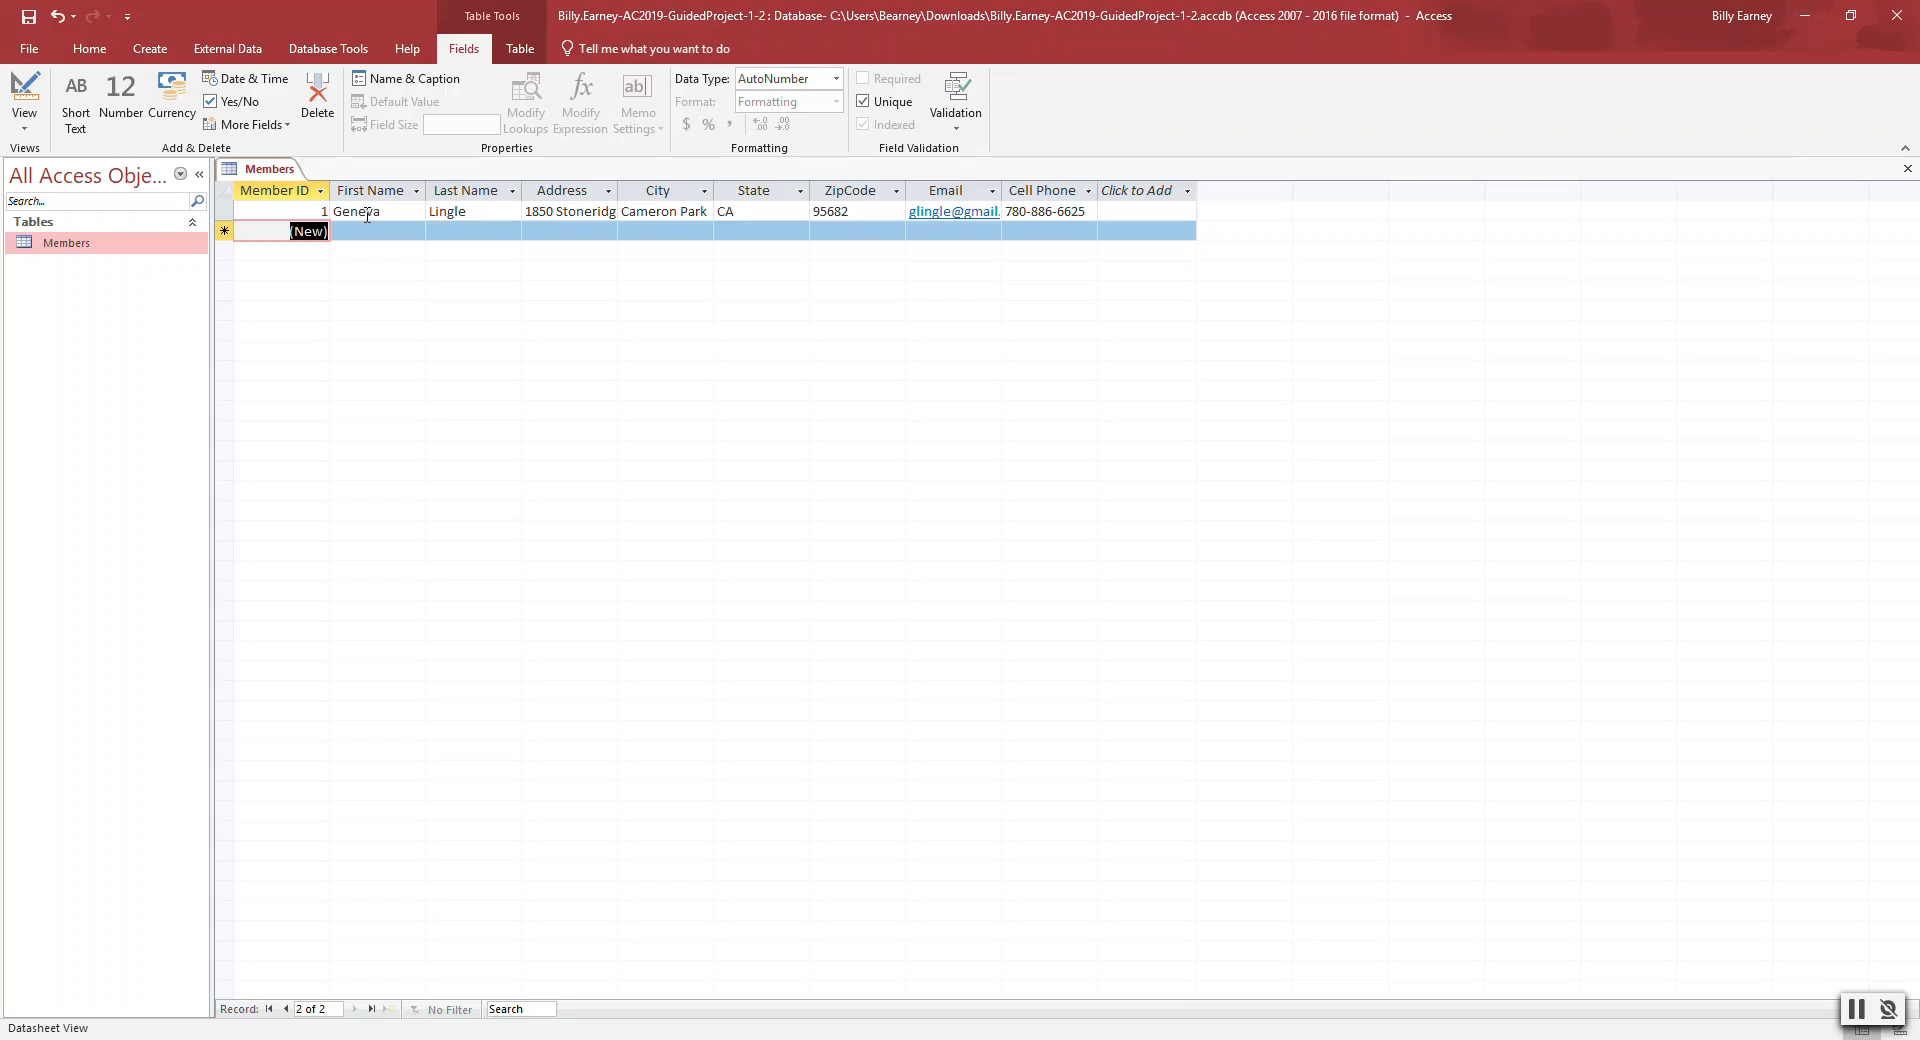 Table Tools
Billy.Earney-AC2019-GuidedProject-1-2 : Database- C:\Users\Bearney\Downloads\Billy.Earney-AC2019-GuidedProject-1-2.accdb (Access 2007 - 2016 file format) - Access
Billy Earney
File Home Create External Data Database Tools Help Fields Table Tell me what you want to do
View
Views
AB Short Text
12 Number
Currency
Date & Time
Yes/No
More Fields
Delete
Add & Delete
Name & Caption
Default Value
Field Size
Modify Lookups
fx Modify Expression
ab| Memo Settings
Properties
Data Type: AutoNumber
Format: Formatting
$ % , .00 .00
Formatting
Required
Unique
Indexed
Validation
Field Validation
All Access Obje...
Search...
Tables
Members
Members
Member ID First Name Last Name Address City State ZipCode Email Cell Phone Click to Add
1 Geneva Lingle 1850 Stoneridg Cameron Park CA 95682 glingle@gmail. 780-886-6625
* (New)
Record: 2 of 2 No Filter Search
Datasheet View